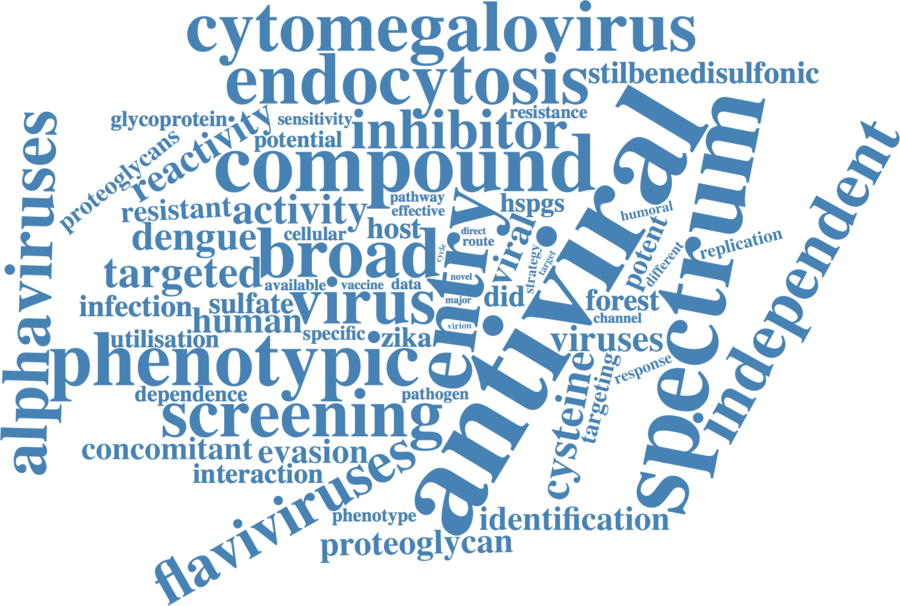 cytomegalovirus
endocytosis
stilbenedisulfonic
glycoprotein
sensitivity
resistance
reactivity
potential
inhibitor
proteoglycans
compound
alphaviruses
antiviral
spectrum
independent
resistant
activity
pathway
effective
hspgs
humoral
dengue
cellular
host
broad
entry
direct
route
viral
cycle
strategy
target
potent
different
replication
targeted
available
vaccine
data
novel
did
forest
infection
sulfate
virus
major
channel
human
utilisation
specific
zika
virion
viruses
phenotypic
dependence
pathogen
cysteine
targeting
response
screening
concomitant
evasion
interaction
flaviviruses
phenotype
identification
proteoglycan